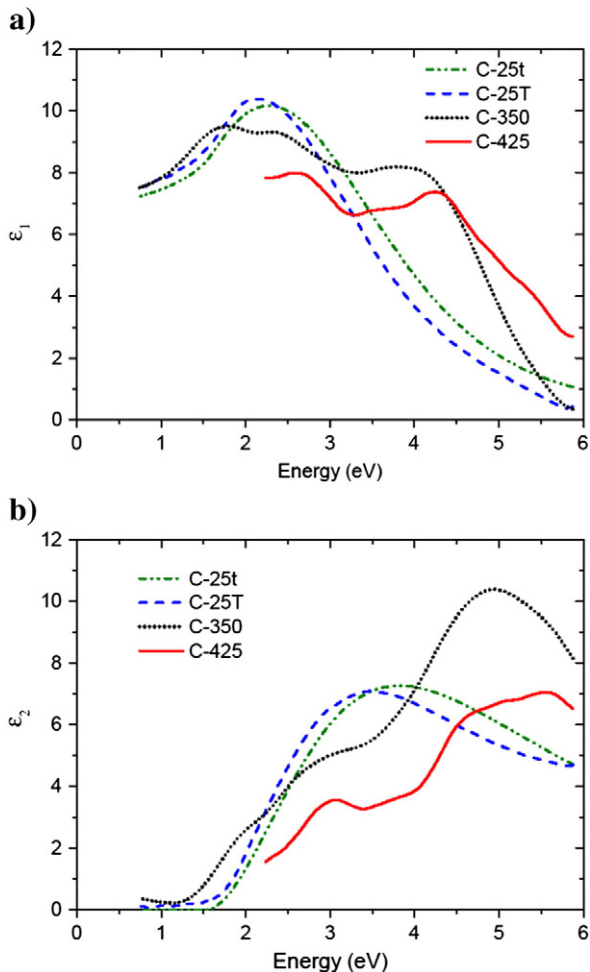 a)
12
10
8
6
4
2
0
ε1
C-25t
C-25T
C-350
C-425
0 1 2 3 4 5 6
Energy (eV)
b)
12
10
8
6
4
2
0
ε2
C-25t
C-25T
C-350
C-425
0 1 2 3 4 5 6
Energy (eV)